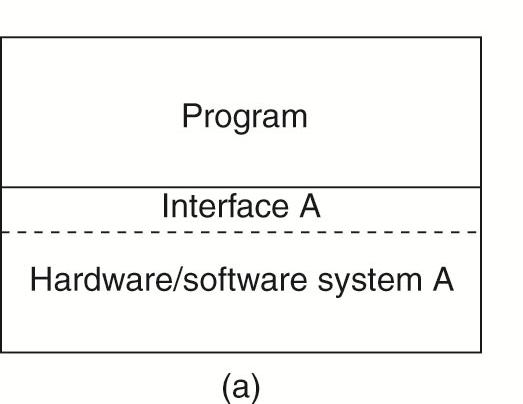 Program
Interface A
Hardware/software system A
(a)